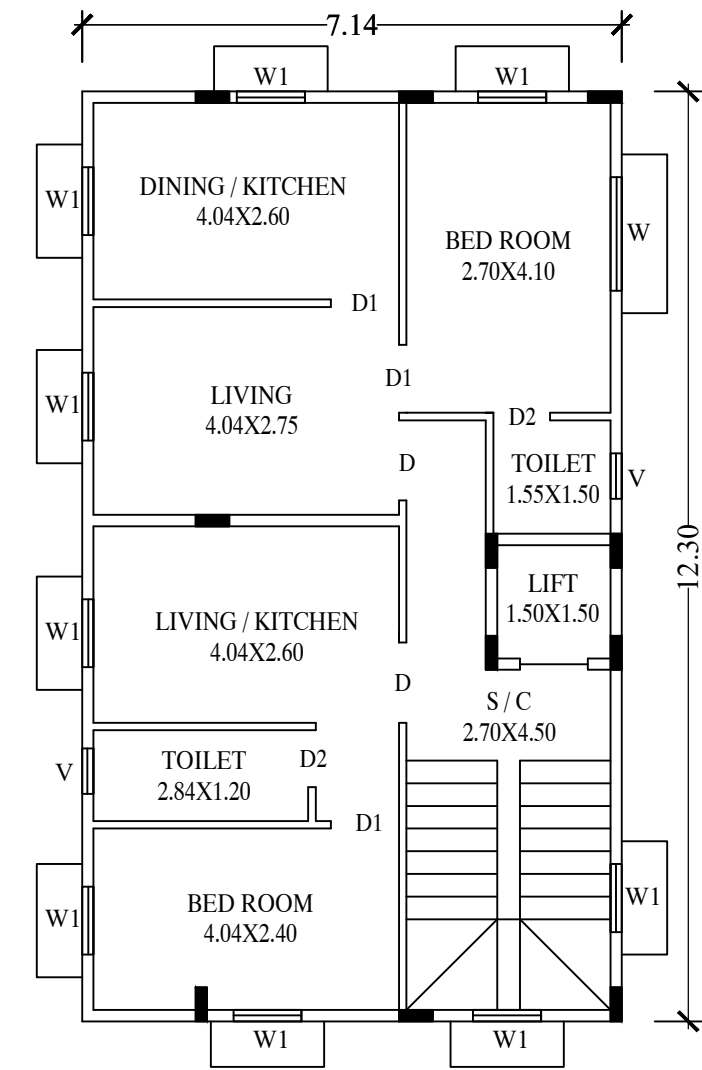 7.14
W1
W1
W1
DINING / KITCHEN
4.04X2.60
BED ROOM
2.70X4.10
W
D1
D1
W1
LIVING
4.04X2.75
D2
D
TOILET
1.55X1.50
V
12.30
LIFT
1.50X1.50
W1
LIVING / KITCHEN
4.04X2.60
D
S / C
2.70X4.50
V
TOILET
2.84X1.20
D2
D1
W1
BED ROOM
4.04X2.40
W1
W1
W1